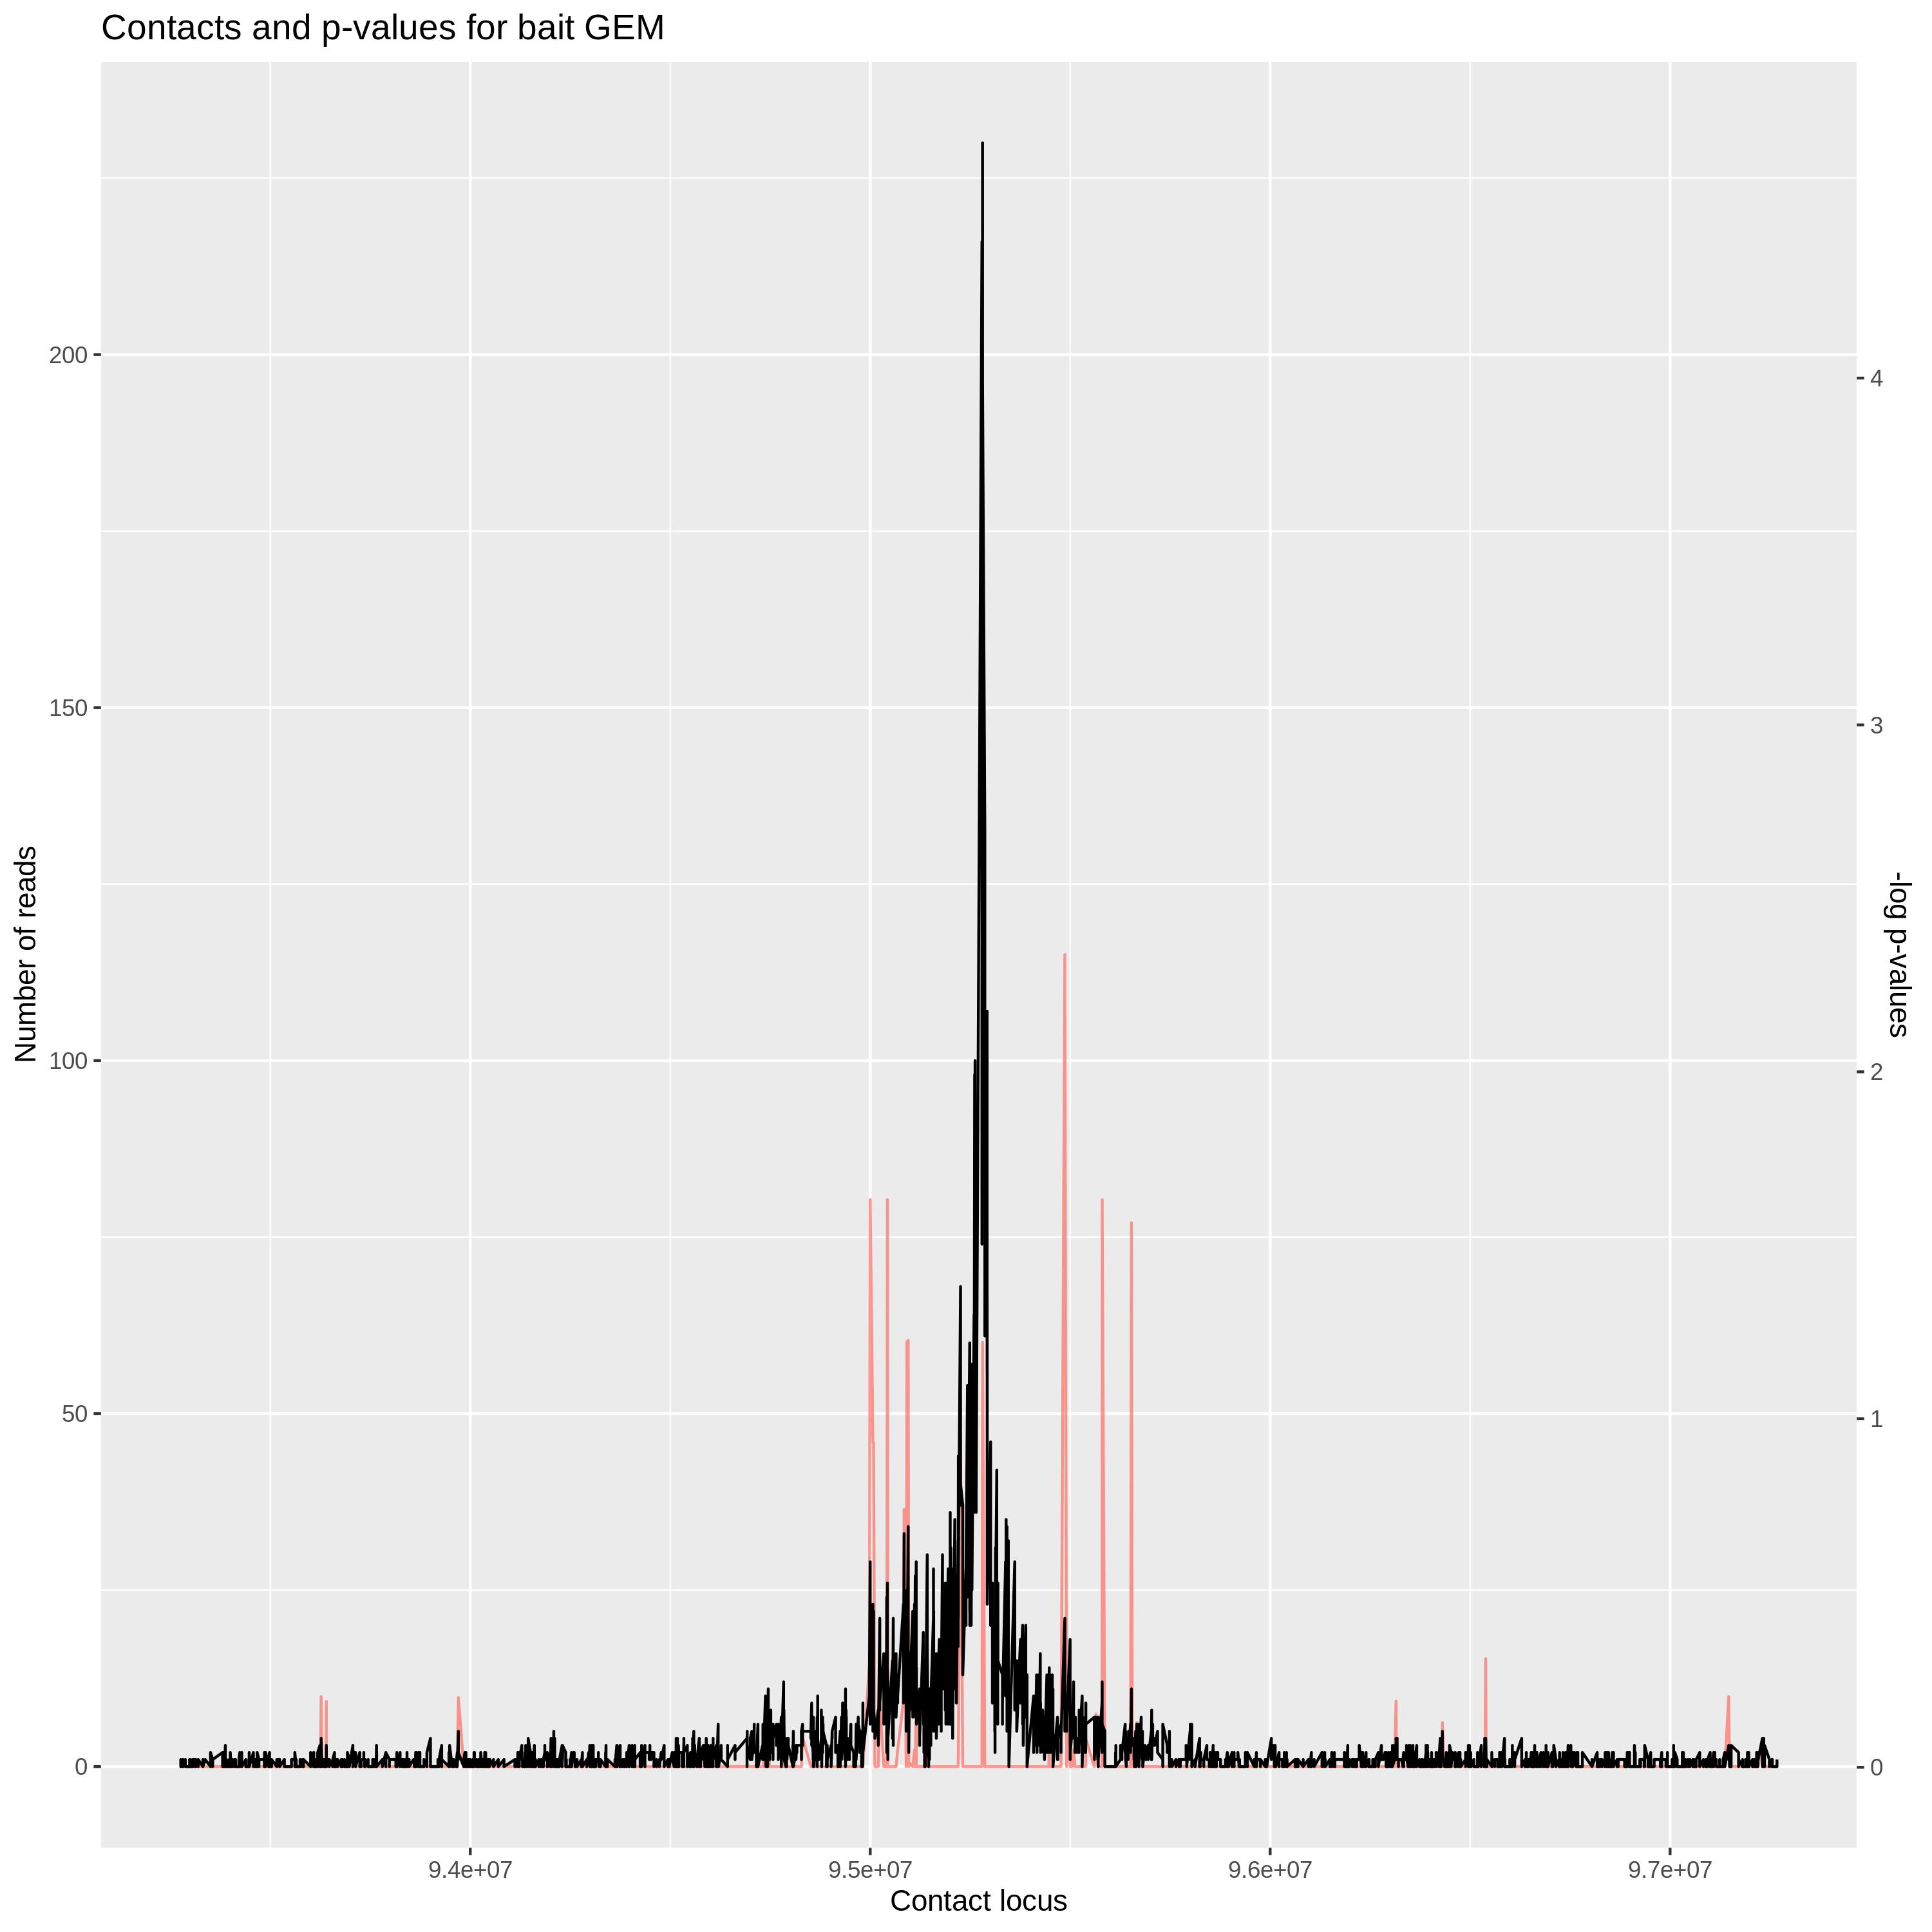 Contacts and p-values for bait GEM
Number of reads
200
150
100
50
0
4
3
2
1
0
-log p-values
9.4e+07 9.5e+07 9.6e+07 9.7e+07
Contact locus